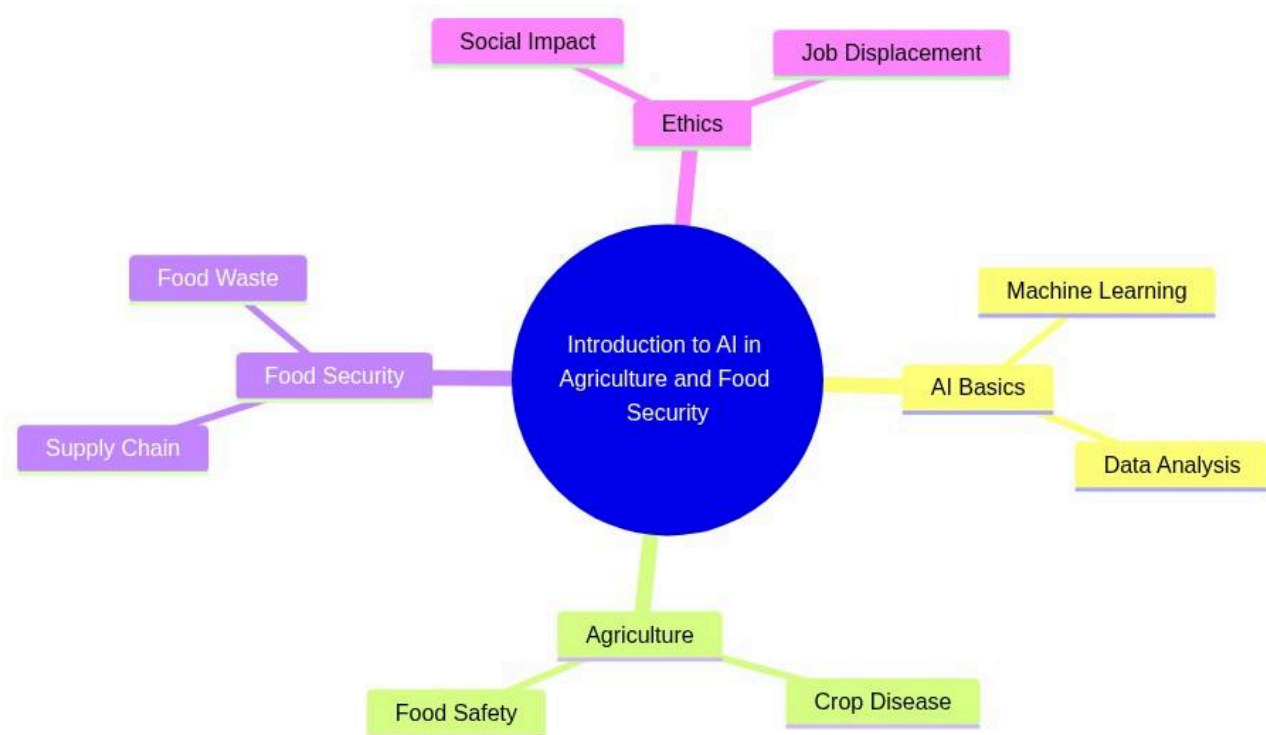 Social Impact
Job Displacement
Ethics
Food Waste
Machine Learning
Introduction to AI in
Agriculture and Food
Security
Food Security
AI Basics
Supply Chain
Data Analysis
Agriculture
Food Safety
Crop Disease